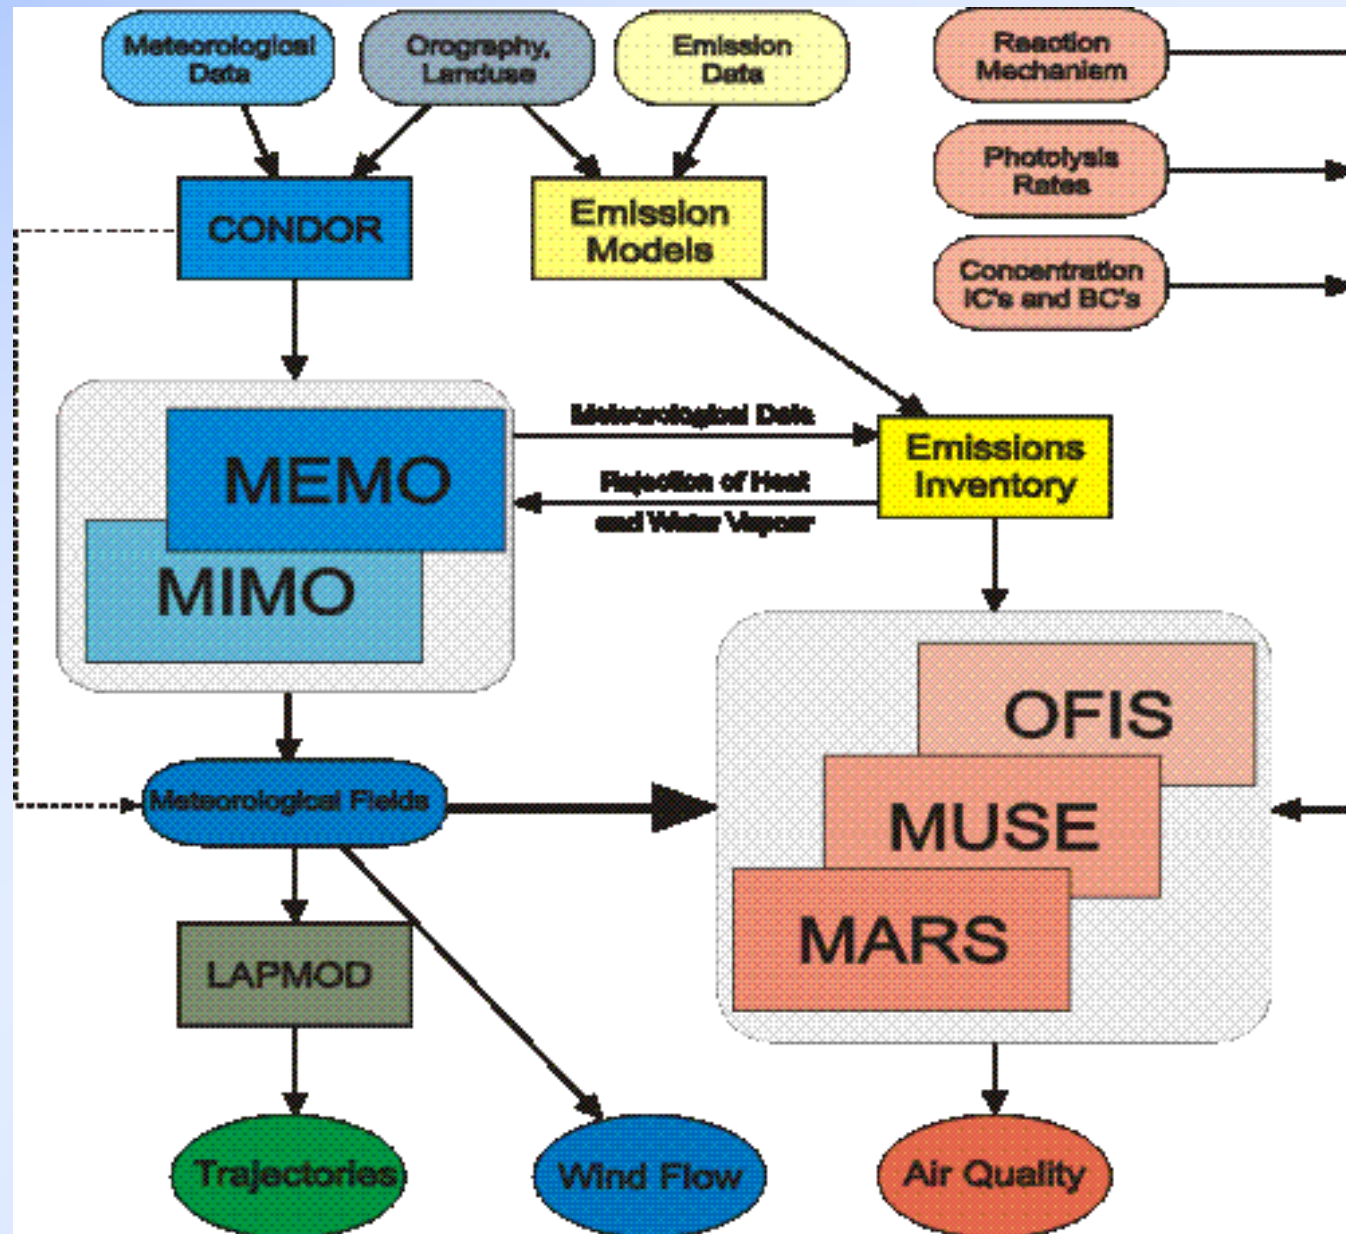 Meteorological
Data
Orography,
Landuse
Emission
Data
Reaction
Mechanism
Photolysis
Rates
Concentration
IC's and BC's
CONDOR
Emission
Models
Meteorological Data
Rejection of Heat
and Water Vapour
Emissions
Inventory
MEMO
MIMO
OFIS
MUSE
MARS
Meteorological Fields
LAPMOD
Trajectories
Wind Flow
Air Quality